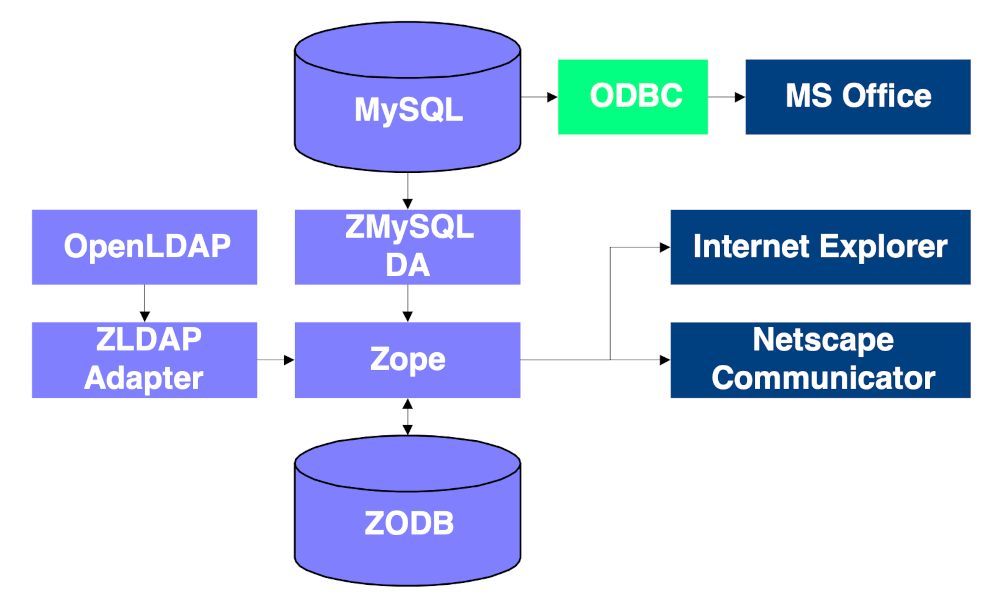 MySQL
ODBC
MS Office
OpenLDAP
ZMySQL
DA
Internet Explorer
ZLDAP
Adapter
Zope
Netscape
Communicator
ZODB